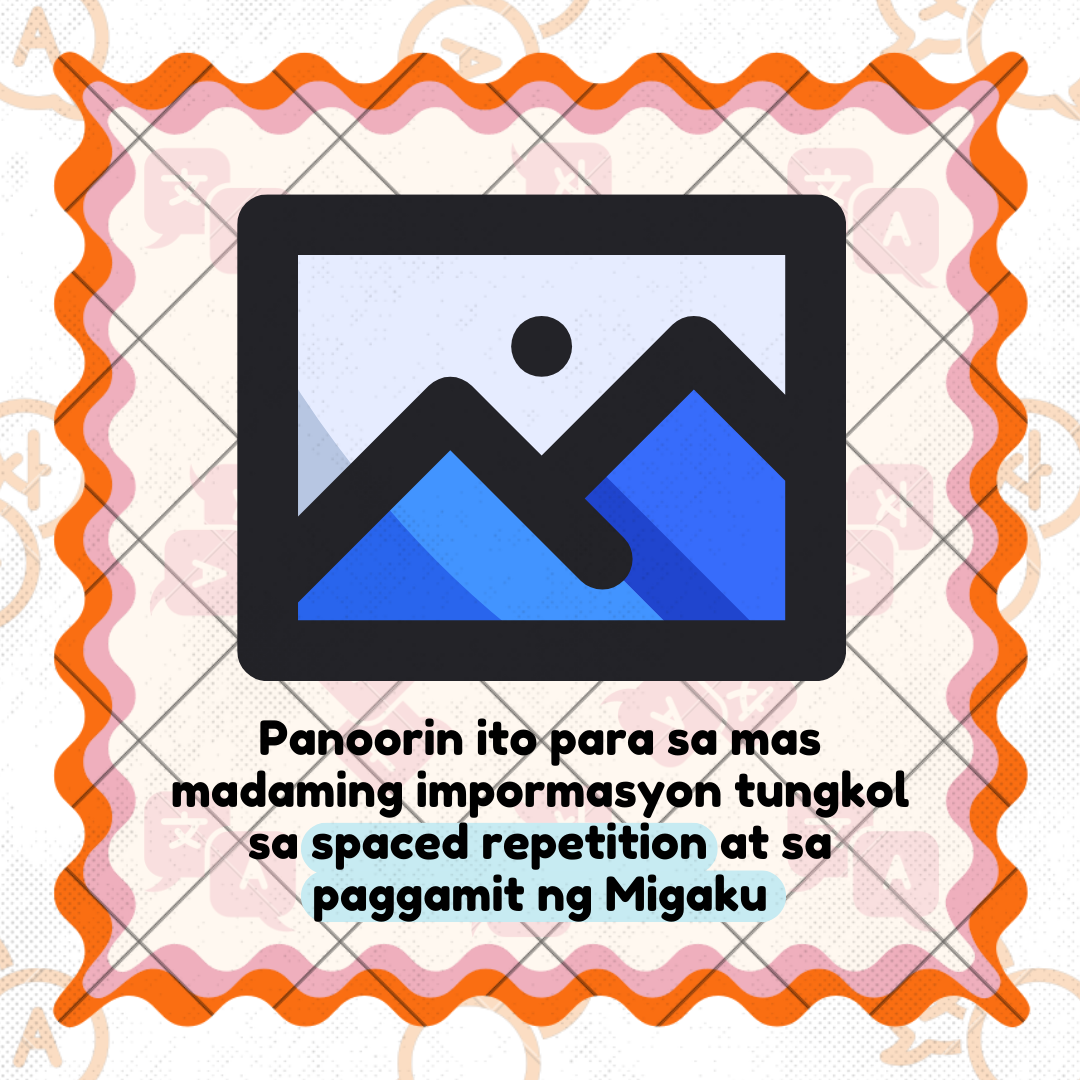 Panoorin ito para sa mas
madaming impormasyon tungkol
sa spaced repetition at sa
paggamit ng Migaku